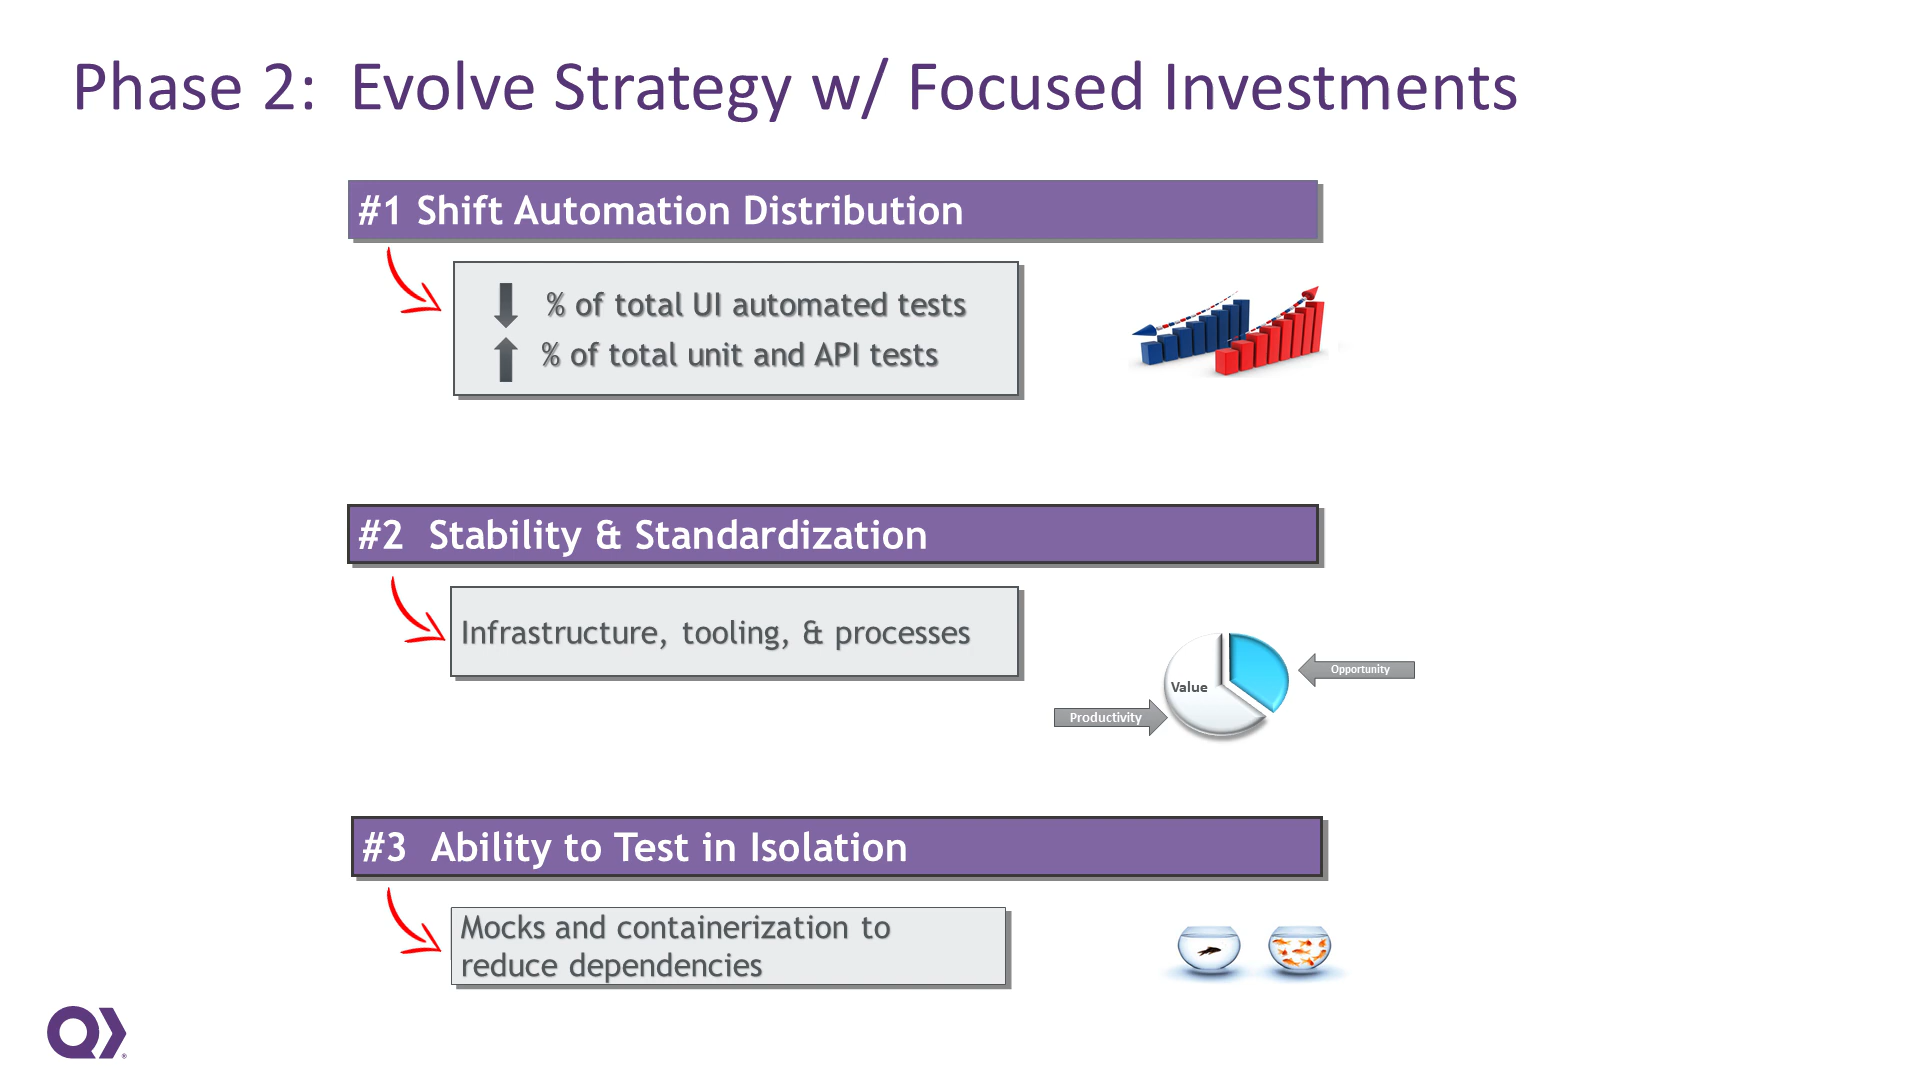 Phase 2:  Evolve Strategy w/ Focused Investments
#1 Shift Automation Distribution
% of total UI automated tests
% of total unit and API tests
#2  Stability & Standardization
Infrastructure, tooling, & processes
Value
Opportunity
Productivity
#3  Ability to Test in Isolation
Mocks and containerization to
reduce dependencies